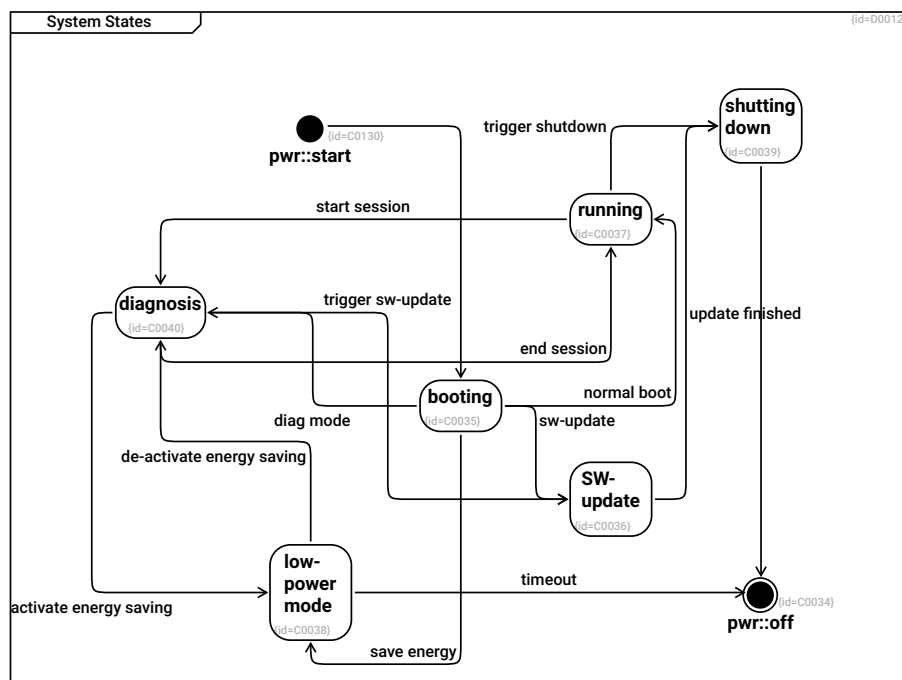 System States
{id=D0012
shutting
down
{id=C0039}
trigger shutdown
{id=C0130}
pwr::start
running
{id=C0037}
start session
diagnosis
{id=C0040}
trigger sw-update
update finished
end session
booting
{id=C0035}
normal boot
diag mode
sw-update
de-activate energy saving
SW-
update
{id=C0036}
low-
power
mode
{id=C0038}
timeout
activate energy saving
{id=C0034}
pwr::off
save energy